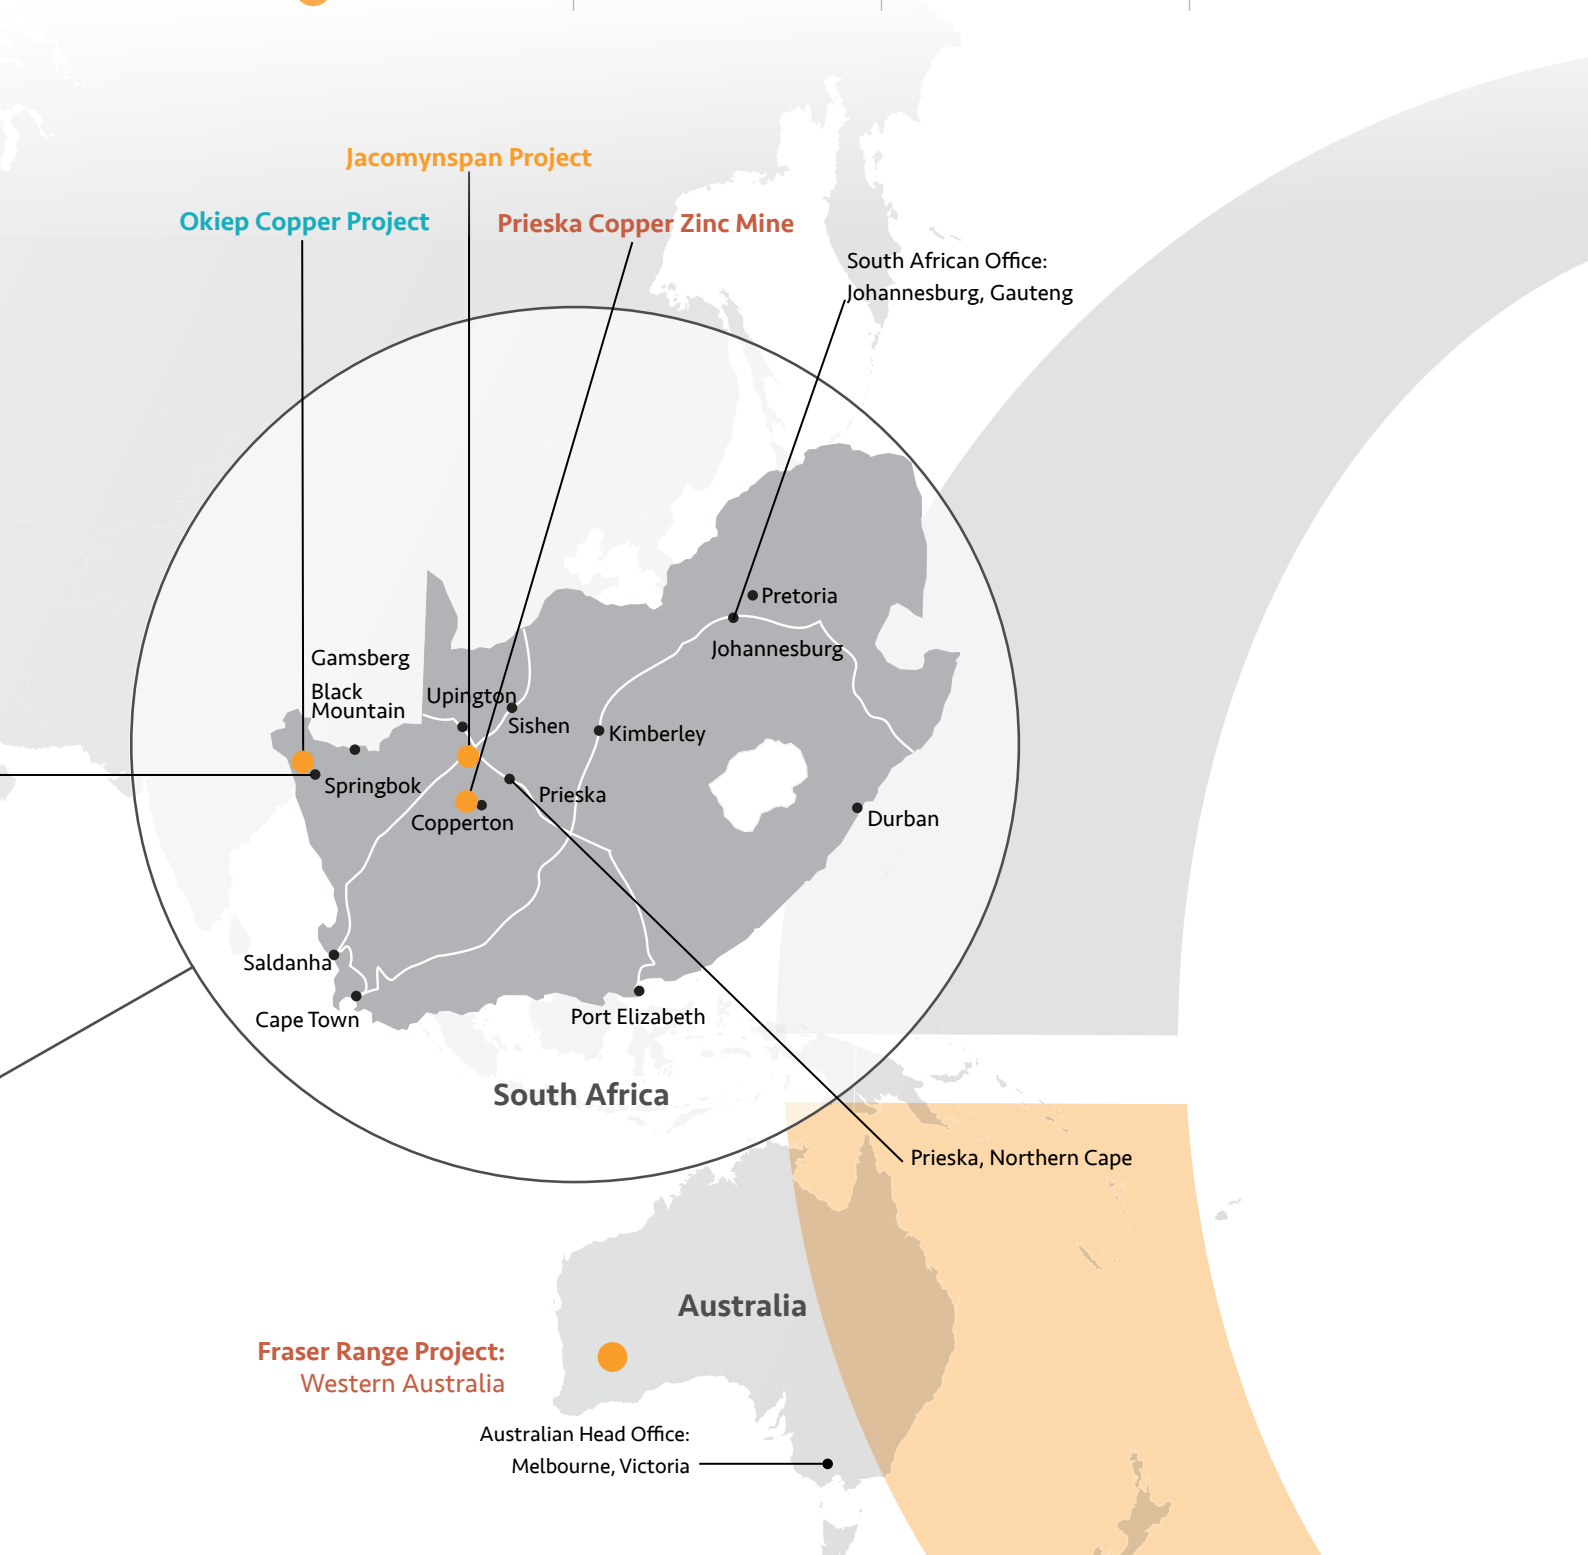 Jacomynspan Project
Okiep Copper Project
Prieska Copper Zinc Mine
South African Office:
Johannesburg, Gauteng
Pretoria
Johannesburg
Gamsberg
Black
Mountain
Upington
Sishen
Kimberley
Springbok
Prieska
Copperton
Durban
Saldanha
Cape Town
Port Elizabeth
South Africa
Prieska, Northern Cape
Australia
Fraser Range Project:
Western Australia
Australian Head Office:
Melbourne, Victoria